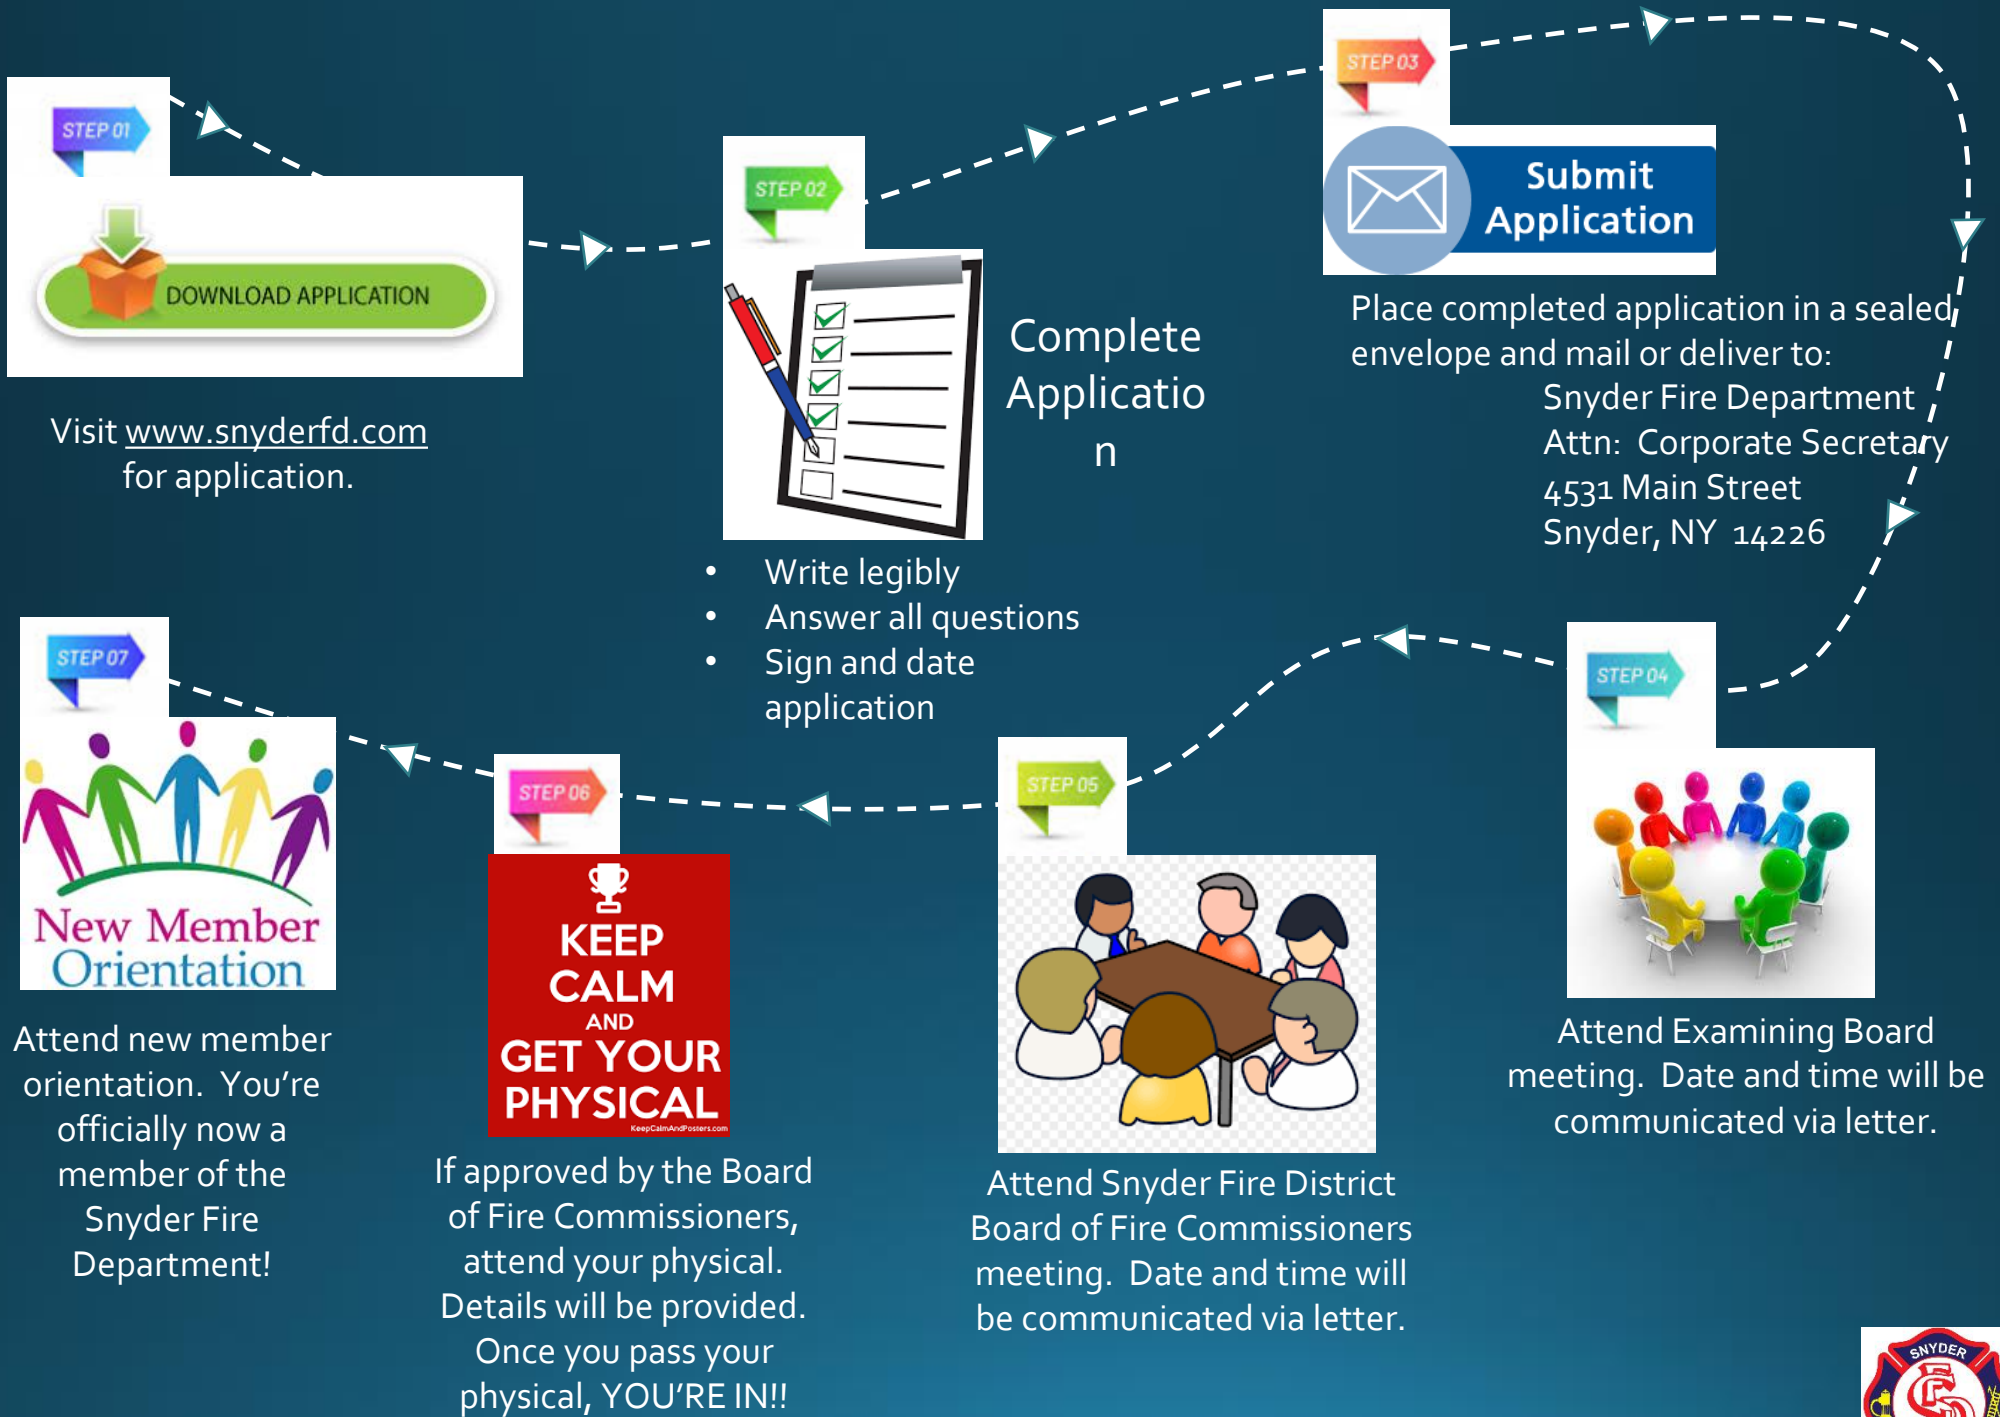 STEP 01
DOWNLOAD APPLICATION
Visit www.snyderfd.com
for application.
STEP 02
Complete
Applicatio
n
• Write legibly
• Answer all questions
• Sign and date
application
STEP 03
Submit
Application
Place completed application in a sealed
envelope and mail or deliver to:
Snyder Fire Department
Attn: Corporate Secretary
4531 Main Street
Snyder, NY 14226
STEP 04
Attend Examining Board
meeting. Date and time will be
communicated via letter.
STEP 05
Attend Snyder Fire District
Board of Fire Commissioners
meeting. Date and time will
be communicated via letter.
STEP 06
KEEP
CALM
AND
GET YOUR
PHYSICAL
KeepCalmAndPosters.com
If approved by the Board
of Fire Commissioners,
attend your physical.
Details will be provided.
Once you pass your
physical, YOU’RE IN!!
STEP 07
New Member
Orientation
Attend new member
orientation. You’re
officially now a
member of the
Snyder Fire
Department!
SNYDER